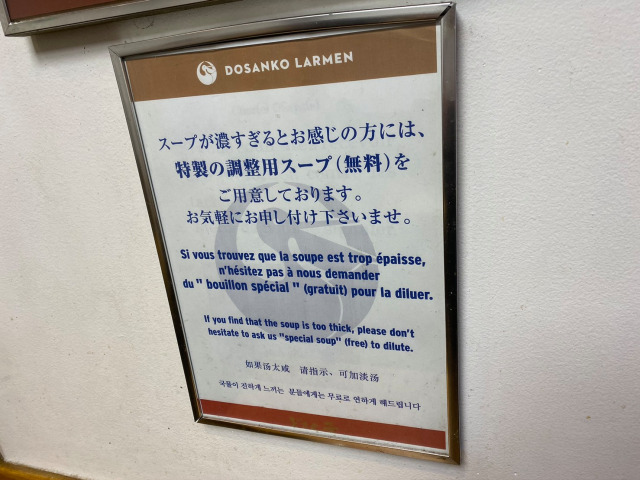 DOSANKO LARMEN
スープが濃すぎるとお感じの方には、
特製の調整用スープ(無料)を
ご用意しております。
お気軽にお申し付け下さいませ。
Si vous trouvez que la soupe est trop épaisse,
n'hésitez pas à nous demander
du " bouillon spécial " (gratuit) pour la diluer.
If you find that the soup is too thick, please don't
hesitate to ask us "special soup" (free) to dilute.
如果汤太咸 请指示、可加淡汤
국물이 진하게 느끼는 분들에게는 무료로 연하게 해드립니다